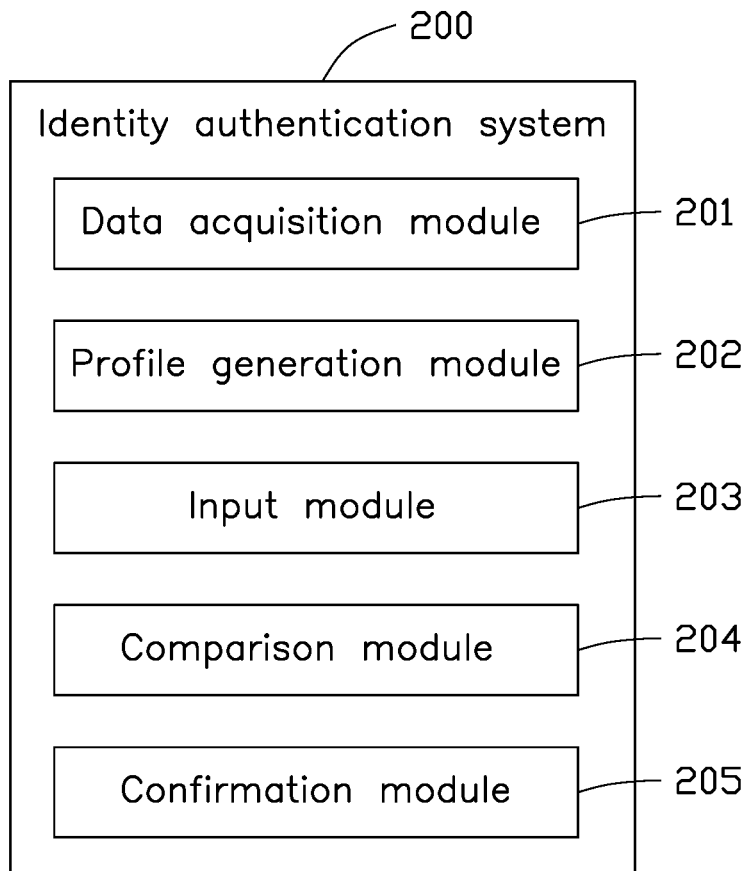 200
Identity authentication system
Data acquisition module
201
Profile generation module
202
Input module
203
Comparison module
204
Confirmation module
205